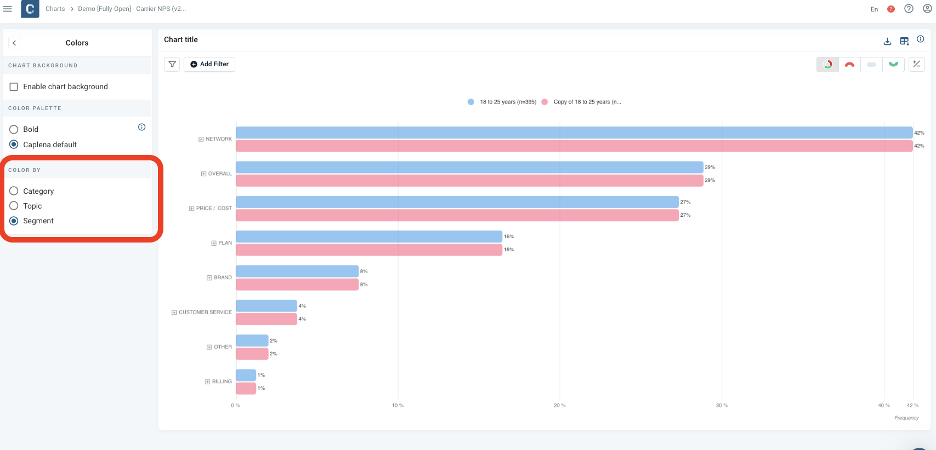 Charts > Demo [Fully Open] Carrier NPS (v2...
En
?
Colors
Chart title
CHART BACKGROUND
Enable chart background
Add Filter
COLOR PALETTE
Bold
Caplena default
COLOR BY
Category
Topic
Segment
18 to 25 years (n=395)
Copy of 18 to 25 years (n...
NETWORK
42%
42%
OVERALL
29%
29%
PRICE / COST
27%
27%
PLAN
16%
16%
BRAND
8%
8%
CUSTOMER SERVICE
4%
4%
OTHER
2%
2%
BILLING
1%
1%
0 %
10 %
20 %
30 %
40 %
42 %
Frequency